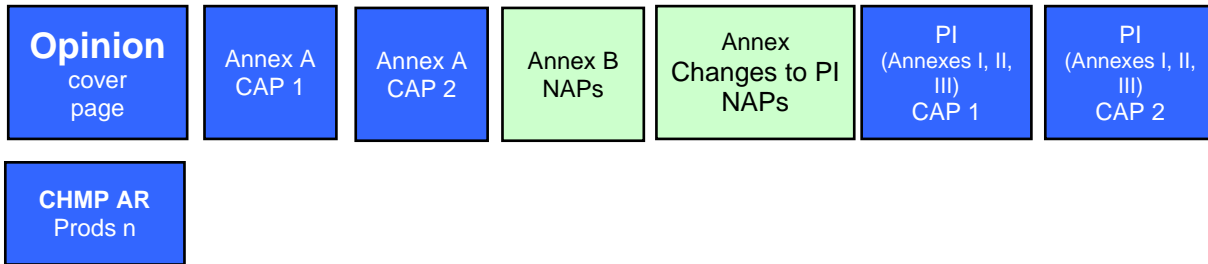 Opinion
cover
page
Annex A
CAP 1
Annex A
CAP 2
Annex B
NAPs
Annex
Changes to PI
NAPs
PI
(Annexes I, II,
III)
CAP 1
PI
(Annexes I, II,
III)
CAP 2
CHMP AR
Prods n